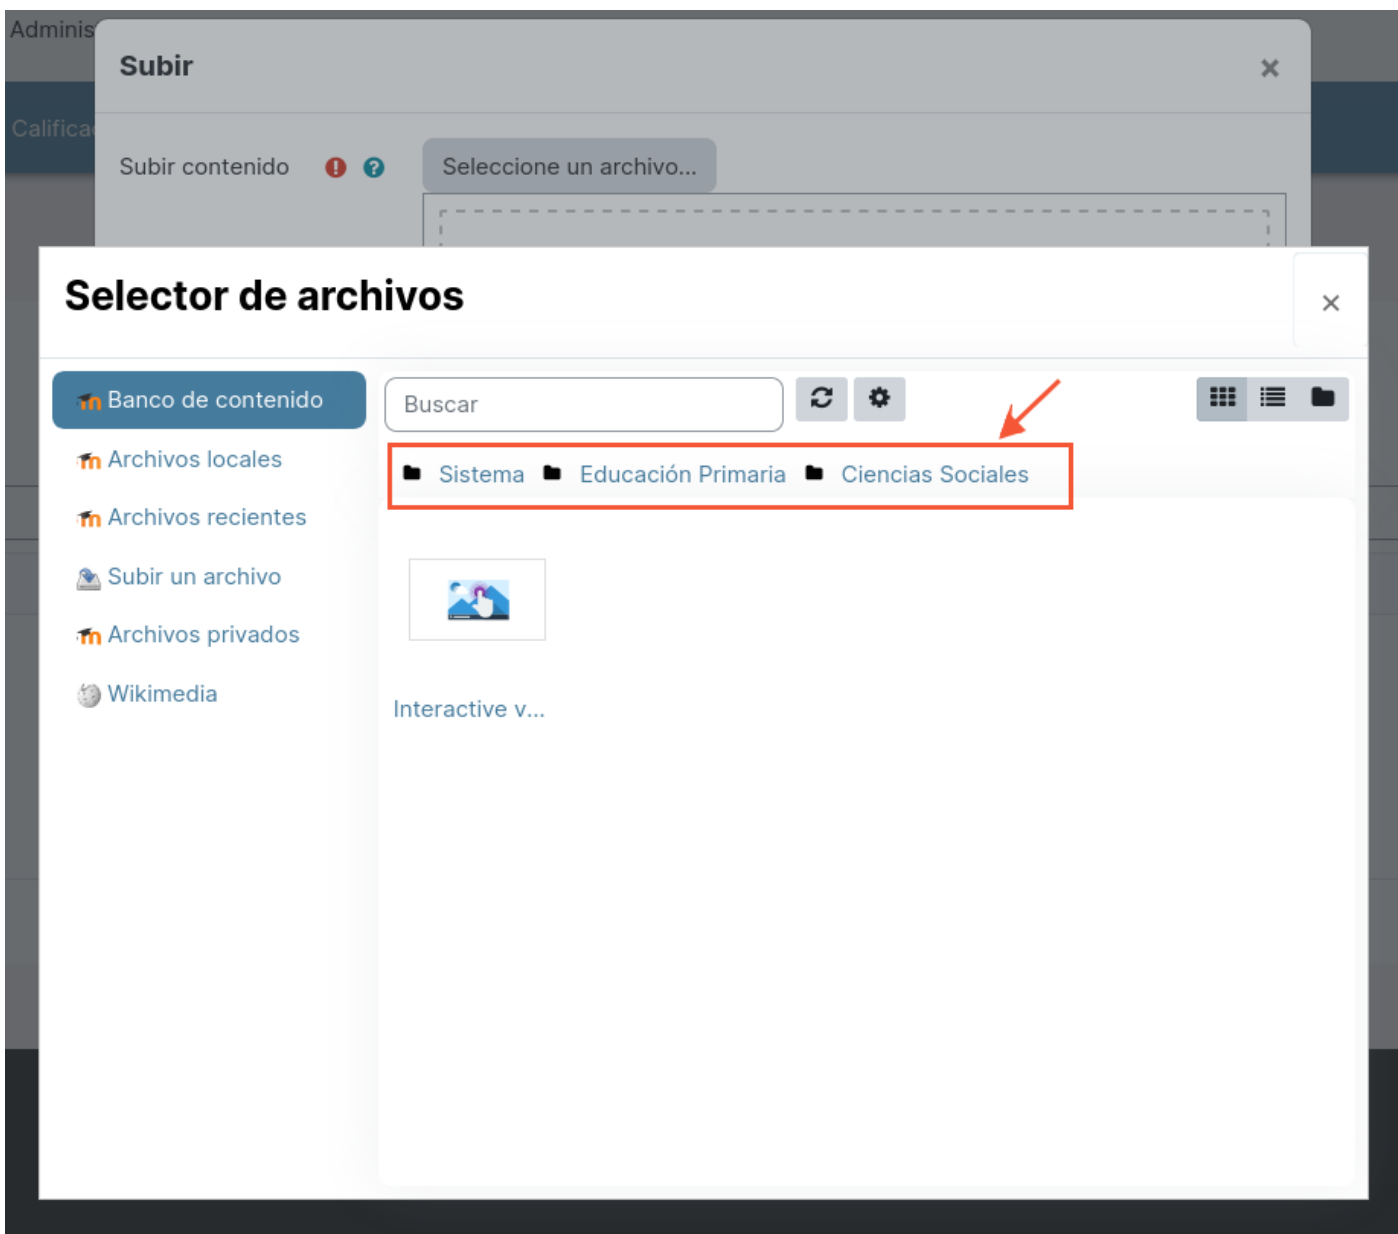 Adminis
Subir
Califica
Subir contenido Seleccione un archivo...
Selector de archivos
Banco de contenido
Buscar
Archivos locales
Sistema Educación Primaria Ciencias Sociales
Archivos recientes
Subir un archivo
Archivos privados
Wikimedia
Interactive v...